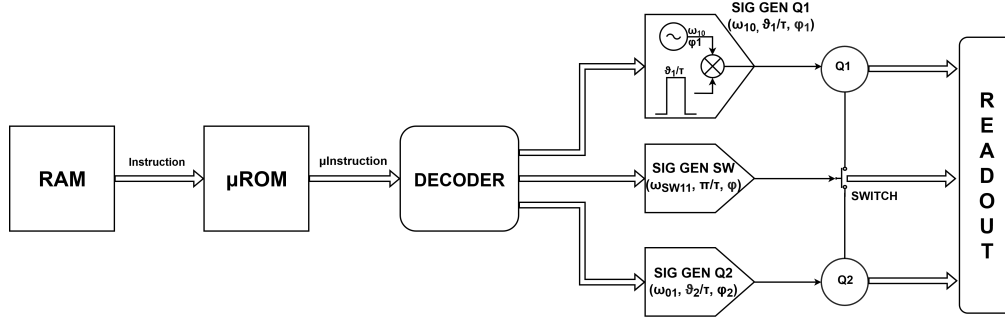 RAM
Instruction
μROM
μInstruction
DECODER
SIG GEN Q1
(ω10, ϑ1/τ, φ1)
ω10
φ1
ϑ1/τ
SIG GEN SW
(ωSW11, π/τ, φ)
SIG GEN Q2
(ω01, ϑ2/τ, φ2)
Q1
SWITCH
Q2
READOUT